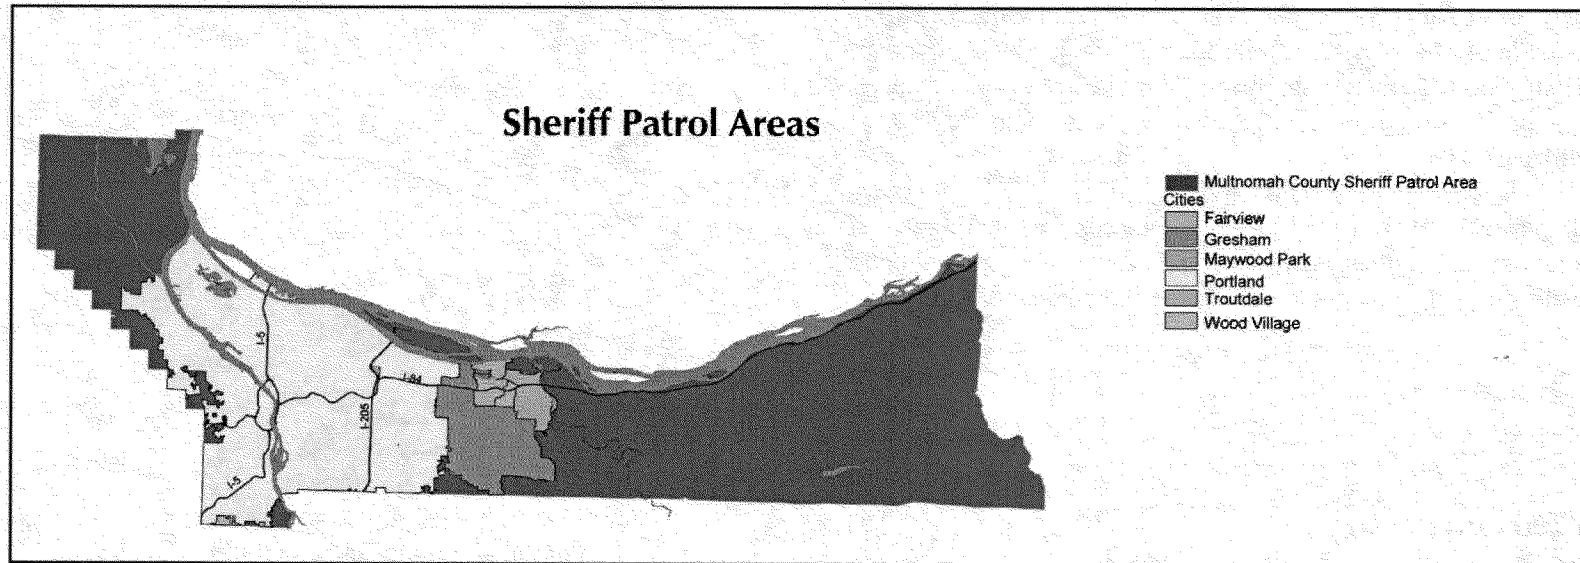 Sheriff Patrol Areas
Multnomah County Sheriff Patrol Area
Cities
Fairview
Gresham
Maywood Park
Portland
Troutdale
Wood Village
I-5
I-84
I-205
I-5